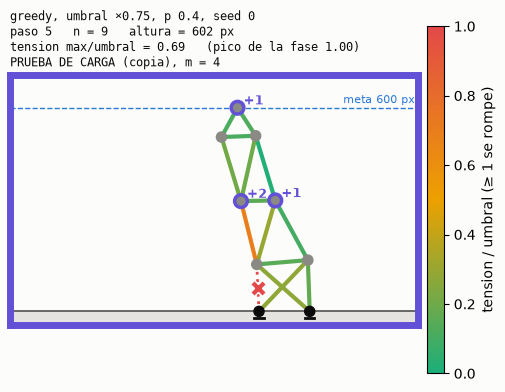 greedy, umbral ×0.75, p 0.4, seed 0
paso 5   n = 9   altura = 602 px
tension max/umbral = 0.69   (pico de la fase 1.00)
PRUEBA DE CARGA (copia), m = 4
meta 600 px
+1
+2
+1
1.0
0.8
0.6
0.4
0.2
0.0
tensión / umbral (≥ 1 se rompe)